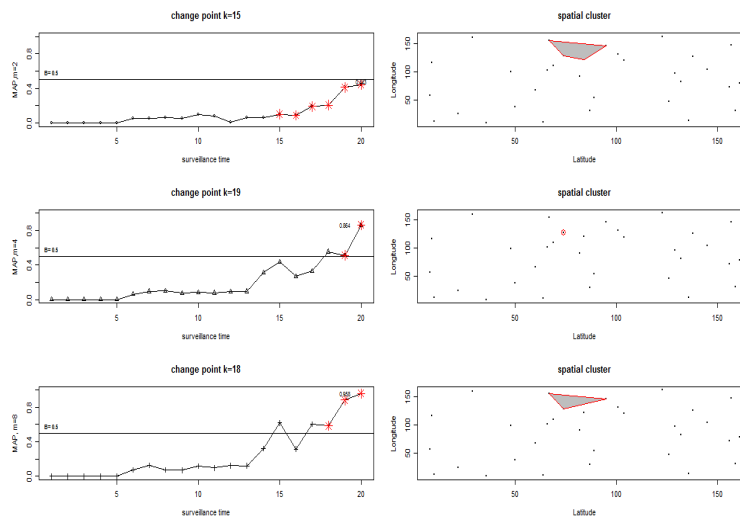 change point k=15
spatial cluster
MAP,m=2
0.0 0.4 0.8
B= 0.5
5 10 15 20
surveillance time
Longitude
50 100 150
50 100 150
Latitude
change point k=19
spatial cluster
MAP,m=4
0.0 0.4 0.8
B= 0.5
0.864
5 10 15 20
surveillance time
Longitude
50 100 150
50 100 150
Latitude
change point k=18
spatial cluster
MAP, m=8
0.0 0.4 0.8
B= 0.5
0.958
5 10 15 20
surveillance time
Longitude
50 100 150
50 100 150
Latitude